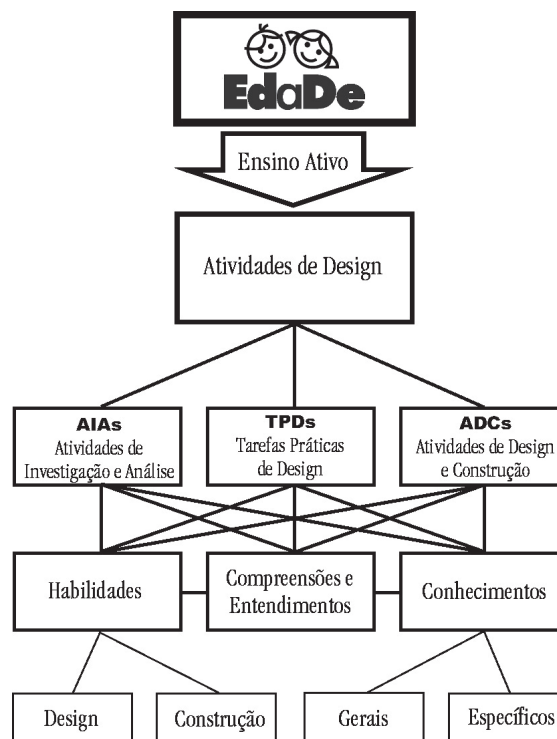 EdaDe
Ensino Ativo
Atividades de Design
AIAs
Atividades de
Investigação e Análise
TPDs
Tarefas Práticas
de Design
ADCs
Atividades de Design
e Construção
Habilidades
Compreensões e
Entendimentos
Conhecimentos
Design
Construção
Gerais
Específicos